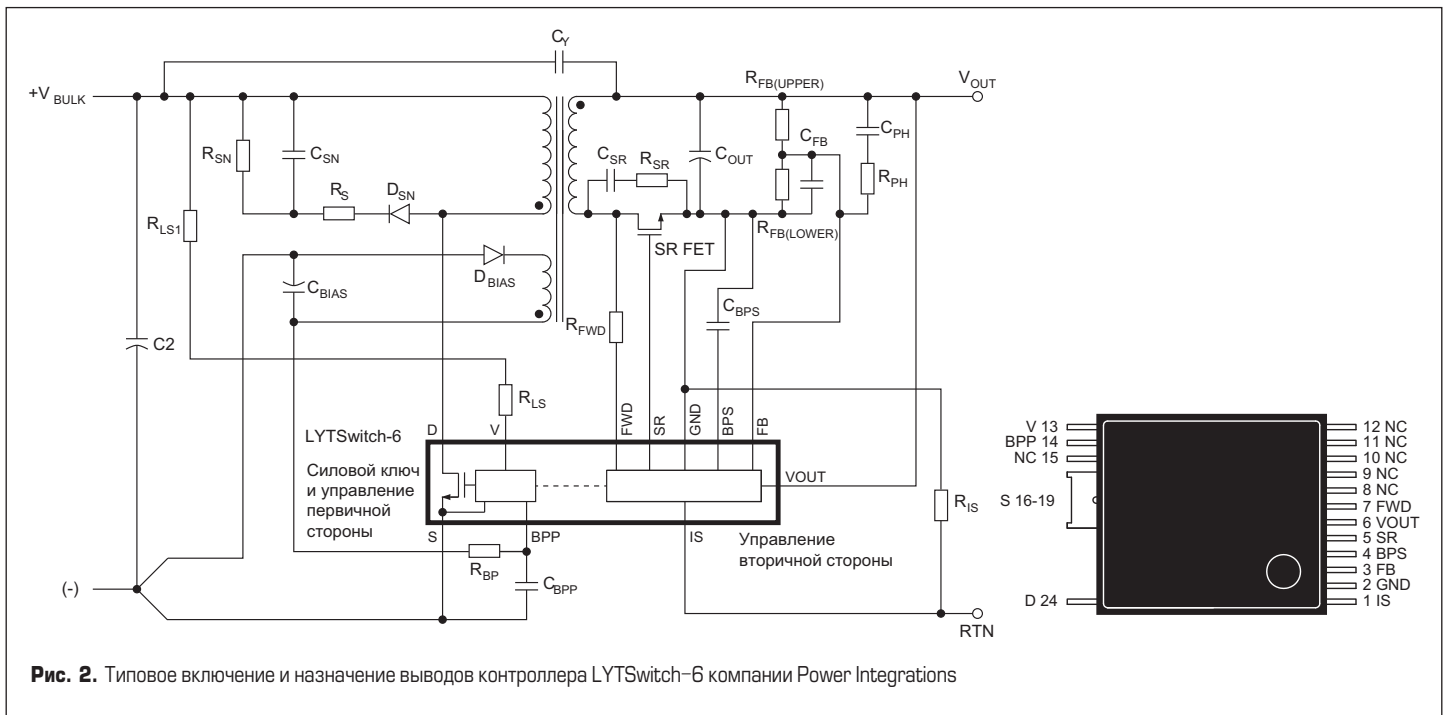 C_Y
+V_BULK
R_FB(UPPER)
V_OUT
R_SN
C_SN
C_SR
R_SR
C_OUT
C_FB
C_PH
R_S
D_SN
R_PH
R_LS1
R_FB(LOWER)
SR FET
D_BIAS
C_BIAS
C_BPS
R_FWD
C2
R_LS
LYTSwitch-6
D
V
FWD
SR
GND
BPS
FB
VOUT
Силовой ключ
и управление
первичной
стороны
R_IS
S
BPP
IS
Управление
вторичной стороны
R_BP
C_BPP
(-)
RTN
V 13
BPP 14
NC 15
S 16-19
D 24
12 NC
11 NC
10 NC
9 NC
8 NC
7 FWD
6 VOUT
5 SR
4 BPS
3 FB
2 GND
1 IS
Рис. 2. Типовое включение и назначение выводов контроллера LYTSwitch-6 компании Power Integrations